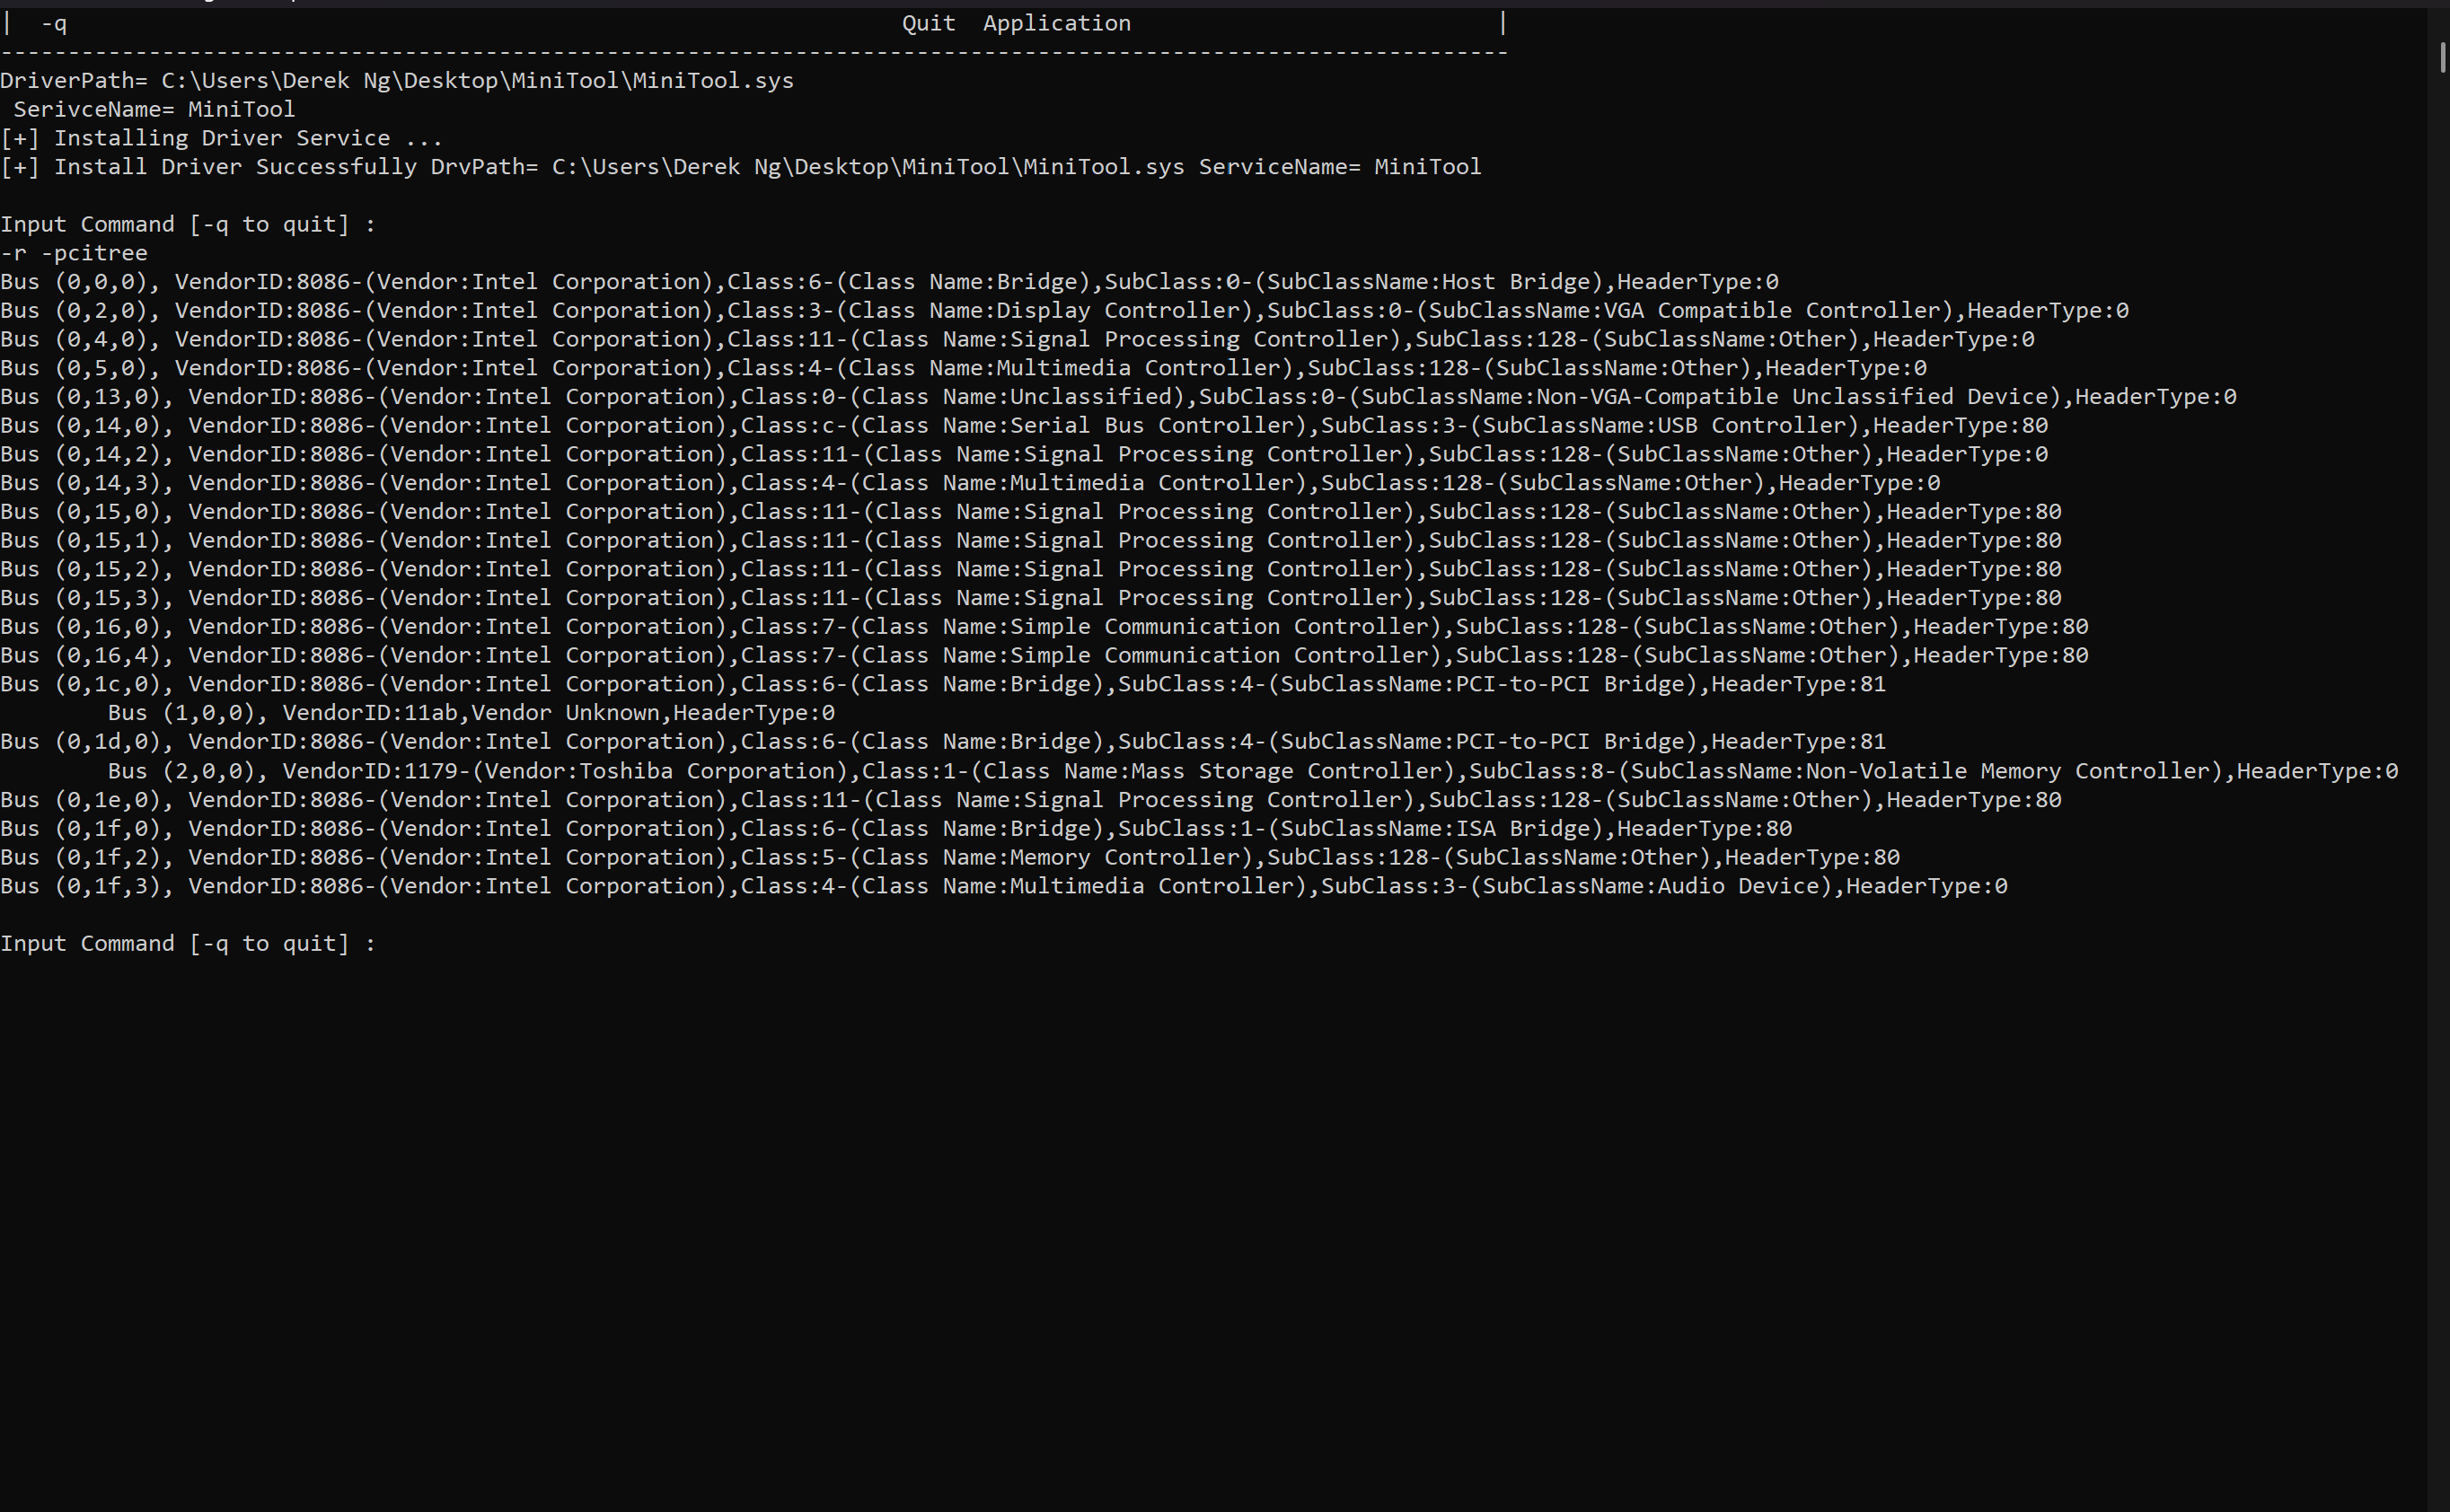 |  -q                                                              Quit  Application                            |
----------------------------------------------------------------------------------------------------------------
DriverPath= C:\Users\Derek Ng\Desktop\MiniTool\MiniTool.sys
 SerivceName= MiniTool
[+] Installing Driver Service ...
[+] Install Driver Successfully DrvPath= C:\Users\Derek Ng\Desktop\MiniTool\MiniTool.sys ServiceName= MiniTool

Input Command [-q to quit] :
-r -pcitree
Bus (0,0,0), VendorID:8086-(Vendor:Intel Corporation),Class:6-(Class Name:Bridge),SubClass:0-(SubClassName:Host Bridge),HeaderType:0
Bus (0,2,0), VendorID:8086-(Vendor:Intel Corporation),Class:3-(Class Name:Display Controller),SubClass:0-(SubClassName:VGA Compatible Controller),HeaderType:0
Bus (0,4,0), VendorID:8086-(Vendor:Intel Corporation),Class:11-(Class Name:Signal Processing Controller),SubClass:128-(SubClassName:Other),HeaderType:0
Bus (0,5,0), VendorID:8086-(Vendor:Intel Corporation),Class:4-(Class Name:Multimedia Controller),SubClass:128-(SubClassName:Other),HeaderType:0
Bus (0,13,0), VendorID:8086-(Vendor:Intel Corporation),Class:0-(Class Name:Unclassified),SubClass:0-(SubClassName:Non-VGA-Compatible Unclassified Device),HeaderType:0
Bus (0,14,0), VendorID:8086-(Vendor:Intel Corporation),Class:c-(Class Name:Serial Bus Controller),SubClass:3-(SubClassName:USB Controller),HeaderType:80
Bus (0,14,2), VendorID:8086-(Vendor:Intel Corporation),Class:11-(Class Name:Signal Processing Controller),SubClass:128-(SubClassName:Other),HeaderType:0
Bus (0,14,3), VendorID:8086-(Vendor:Intel Corporation),Class:4-(Class Name:Multimedia Controller),SubClass:128-(SubClassName:Other),HeaderType:0
Bus (0,15,0), VendorID:8086-(Vendor:Intel Corporation),Class:11-(Class Name:Signal Processing Controller),SubClass:128-(SubClassName:Other),HeaderType:80
Bus (0,15,1), VendorID:8086-(Vendor:Intel Corporation),Class:11-(Class Name:Signal Processing Controller),SubClass:128-(SubClassName:Other),HeaderType:80
Bus (0,15,2), VendorID:8086-(Vendor:Intel Corporation),Class:11-(Class Name:Signal Processing Controller),SubClass:128-(SubClassName:Other),HeaderType:80
Bus (0,15,3), VendorID:8086-(Vendor:Intel Corporation),Class:11-(Class Name:Signal Processing Controller),SubClass:128-(SubClassName:Other),HeaderType:80
Bus (0,16,0), VendorID:8086-(Vendor:Intel Corporation),Class:7-(Class Name:Simple Communication Controller),SubClass:128-(SubClassName:Other),HeaderType:80
Bus (0,16,4), VendorID:8086-(Vendor:Intel Corporation),Class:7-(Class Name:Simple Communication Controller),SubClass:128-(SubClassName:Other),HeaderType:80
Bus (0,1c,0), VendorID:8086-(Vendor:Intel Corporation),Class:6-(Class Name:Bridge),SubClass:4-(SubClassName:PCI-to-PCI Bridge),HeaderType:81
        Bus (1,0,0), VendorID:11ab,Vendor Unknown,HeaderType:0
Bus (0,1d,0), VendorID:8086-(Vendor:Intel Corporation),Class:6-(Class Name:Bridge),SubClass:4-(SubClassName:PCI-to-PCI Bridge),HeaderType:81
        Bus (2,0,0), VendorID:1179-(Vendor:Toshiba Corporation),Class:1-(Class Name:Mass Storage Controller),SubClass:8-(SubClassName:Non-Volatile Memory Controller),HeaderType:0
Bus (0,1e,0), VendorID:8086-(Vendor:Intel Corporation),Class:11-(Class Name:Signal Processing Controller),SubClass:128-(SubClassName:Other),HeaderType:80
Bus (0,1f,0), VendorID:8086-(Vendor:Intel Corporation),Class:6-(Class Name:Bridge),SubClass:1-(SubClassName:ISA Bridge),HeaderType:80
Bus (0,1f,2), VendorID:8086-(Vendor:Intel Corporation),Class:5-(Class Name:Memory Controller),SubClass:128-(SubClassName:Other),HeaderType:80
Bus (0,1f,3), VendorID:8086-(Vendor:Intel Corporation),Class:4-(Class Name:Multimedia Controller),SubClass:3-(SubClassName:Audio Device),HeaderType:0

Input Command [-q to quit] :